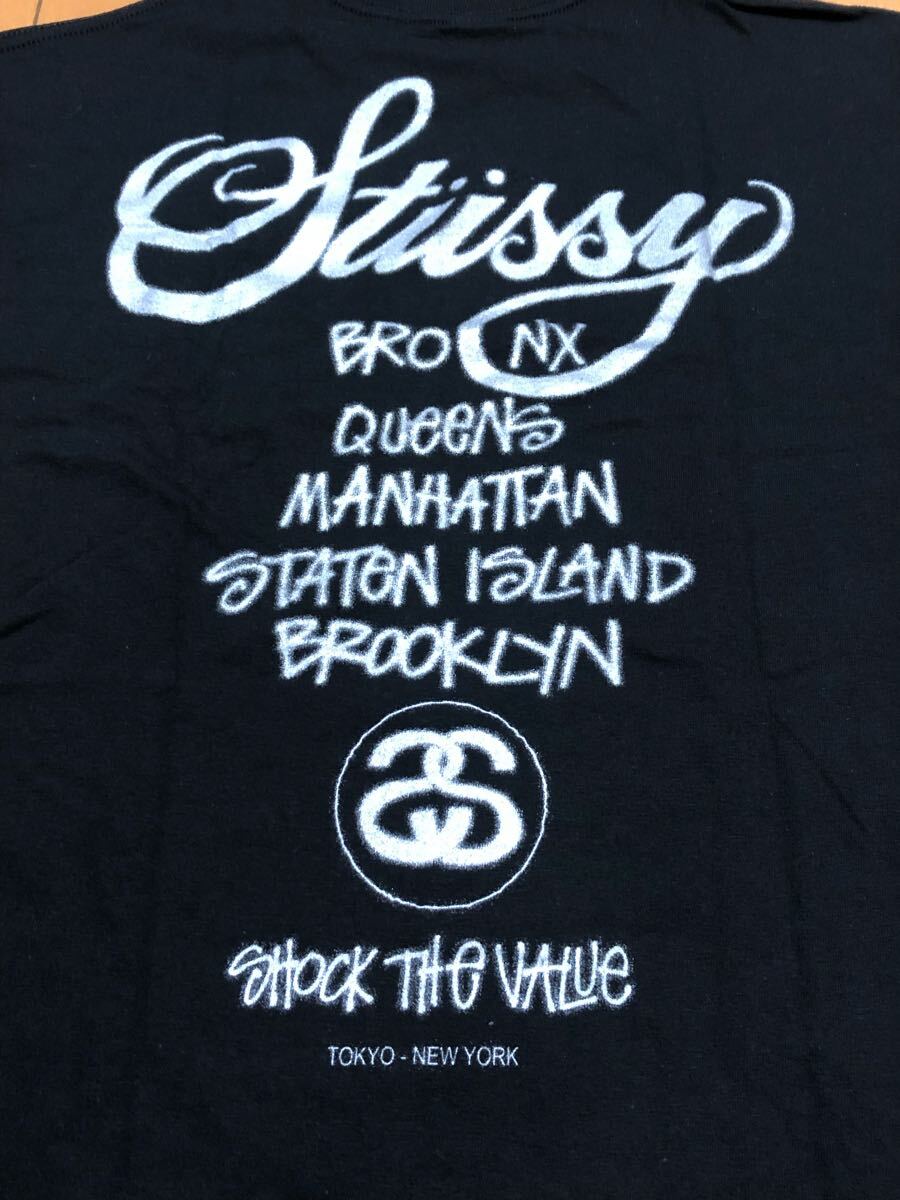 Stüssy
BRONX
QUEENS
MANHATTAN
STATEN ISLAND
BROOKLYN
SHOCK THE VALUE
TOKYO - NEW YORK